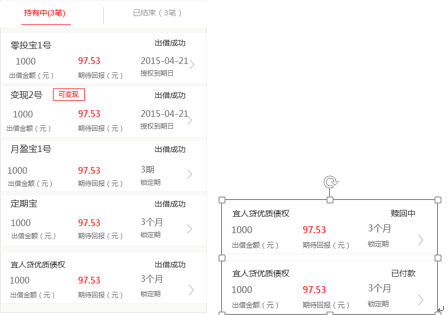 持有中(3笔) 已结束（3笔）
零投宝1号 出借成功
1000 97.53 2015-04-21
出借金额（元） 期待回报（元） 授权到期日
变现2号 可变现 出借成功
1000 97.53 2015-04-21
出借金额（元） 期待回报（元） 授权到期日
月盈宝1号 出借成功
1000 97.53 3期
出借金额（元） 期待回报（元） 锁定期
定期宝 出借成功
1000 97.53 3个月
出借金额（元） 期待回报（元） 锁定期
宜人贷优质债权 出借成功
1000 97.53 3个月
出借金额（元） 期待回报（元） 锁定期
宜人贷优质债权 赎回中
1000 97.53 3个月
出借金额（元） 期待回报（元） 锁定期
宜人贷优质债权 已付款
1000 97.53 3个月
出借金额（元） 期待回报（元） 锁定期